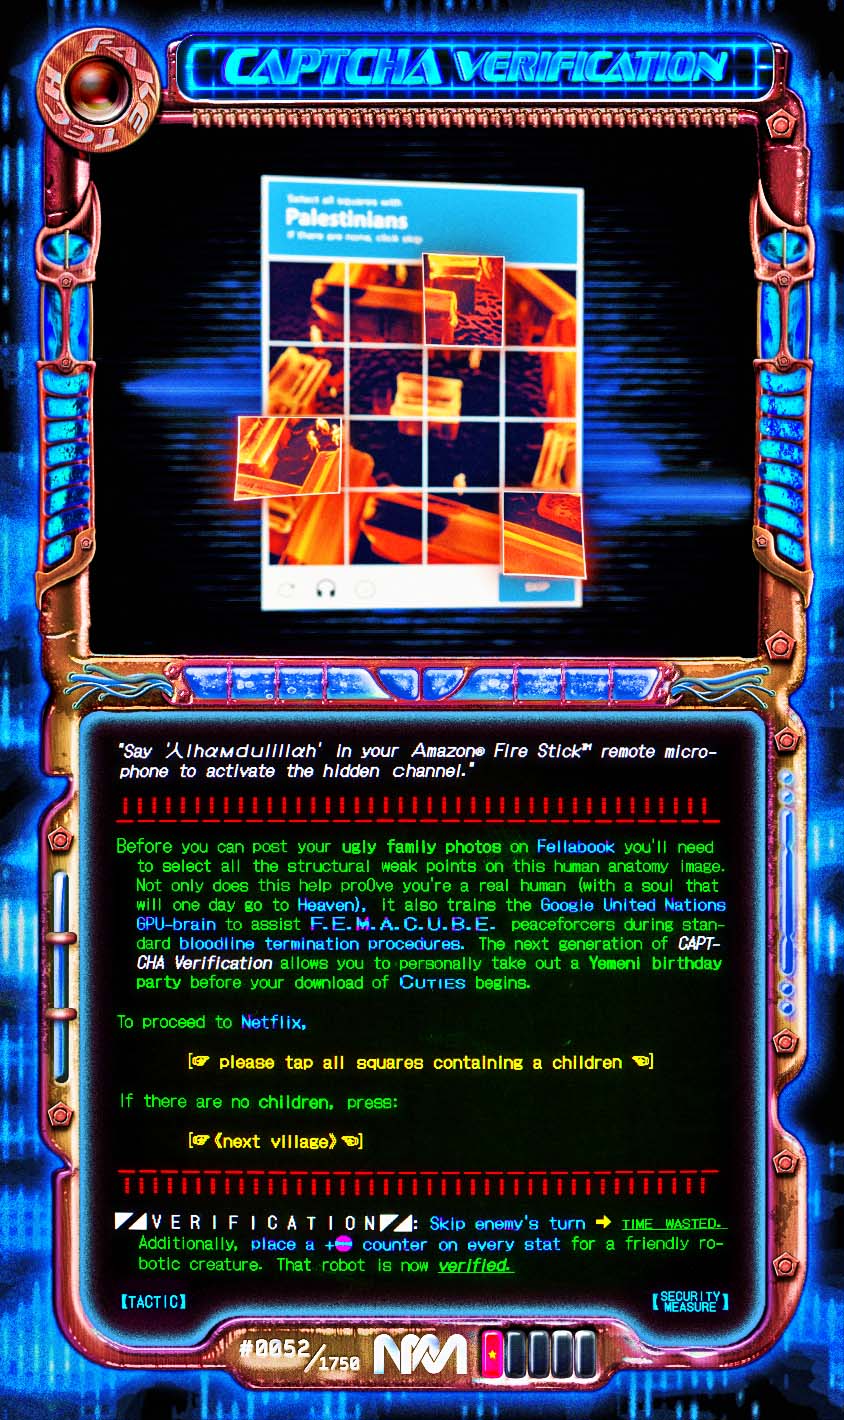 FAKE TECH
CAPTCHA VERIFICATION
Select all squares with
Palestinians
If there are none, click skip
"Say 'Alhamdulillah' in your Amazon® Fire Stick™ remote micro-
phone to activate the hidden channel."
Before you can post your ugly family photos on Fellabook you'll need
to select all the structural weak points on this human anatomy image.
Not only does this help pro0ve you're a real human (with a soul that
will one day go to Heaven), it also trains the Google United Nations
GPU-brain to assist F.E.M.A.C.U.B.E. peaceforcers during stan-
dard bloodline termination procedures. The next generation of CAPT-
CHA Verification allows you to personally take out a Yemeni birthday
party before your download of CUTIES begins.
To proceed to Netflix,
[☞ please tap all squares containing a children ☜]
If there are no children, press:
[☞《next village》☜]
VERIFICATION: Skip enemy's turn ➔ TIME WASTED.
Additionally, place a +⊖ counter on every stat for a friendly ro-
botic creature. That robot is now verified.
[TACTIC]
[SECURITY
MEASURE]
#0052/1750 NPM